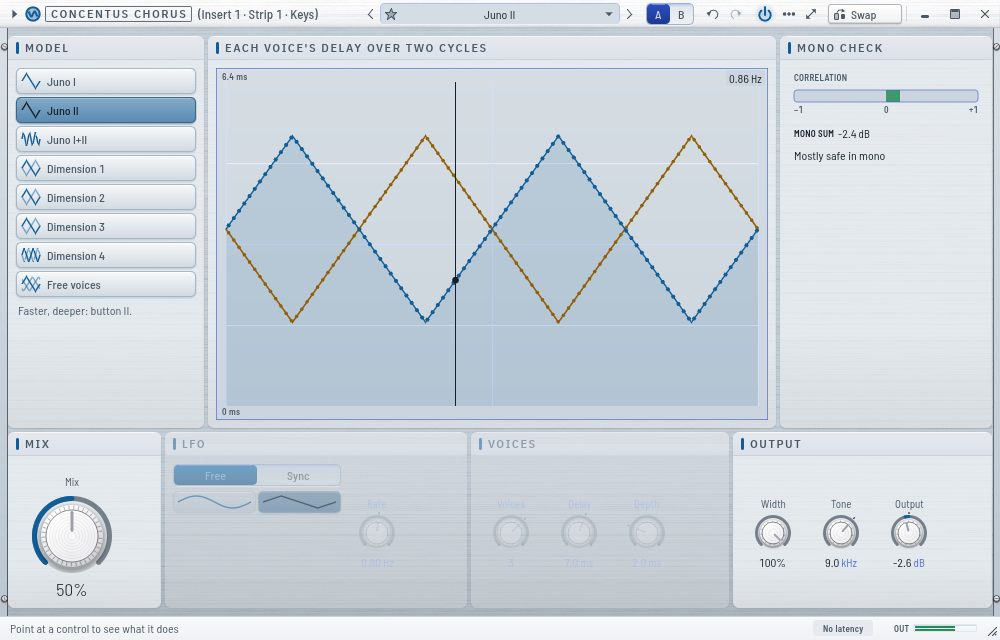 CONCENTUS CHORUS (Insert 1 · Strip 1 · Keys) Juno II A B Swap
MODEL
Juno I
Juno II
Juno I+II
Dimension 1
Dimension 2
Dimension 3
Dimension 4
Free voices
Faster, deeper: button II.
EACH VOICE'S DELAY OVER TWO CYCLES
6.4 ms 0.86 Hz
0 ms
MONO CHECK
CORRELATION
−1 0 +1
MONO SUM -2.4 dB
Mostly safe in mono
MIX
Mix
50%
LFO
Free Sync
Rate
0.80 Hz
VOICES
Voices Delay Depth
3 7.0 ms 2.0 ms
OUTPUT
Width Tone Output
100% 9.0 kHz -2.6 dB
Point at a control to see what it does No latency OUT